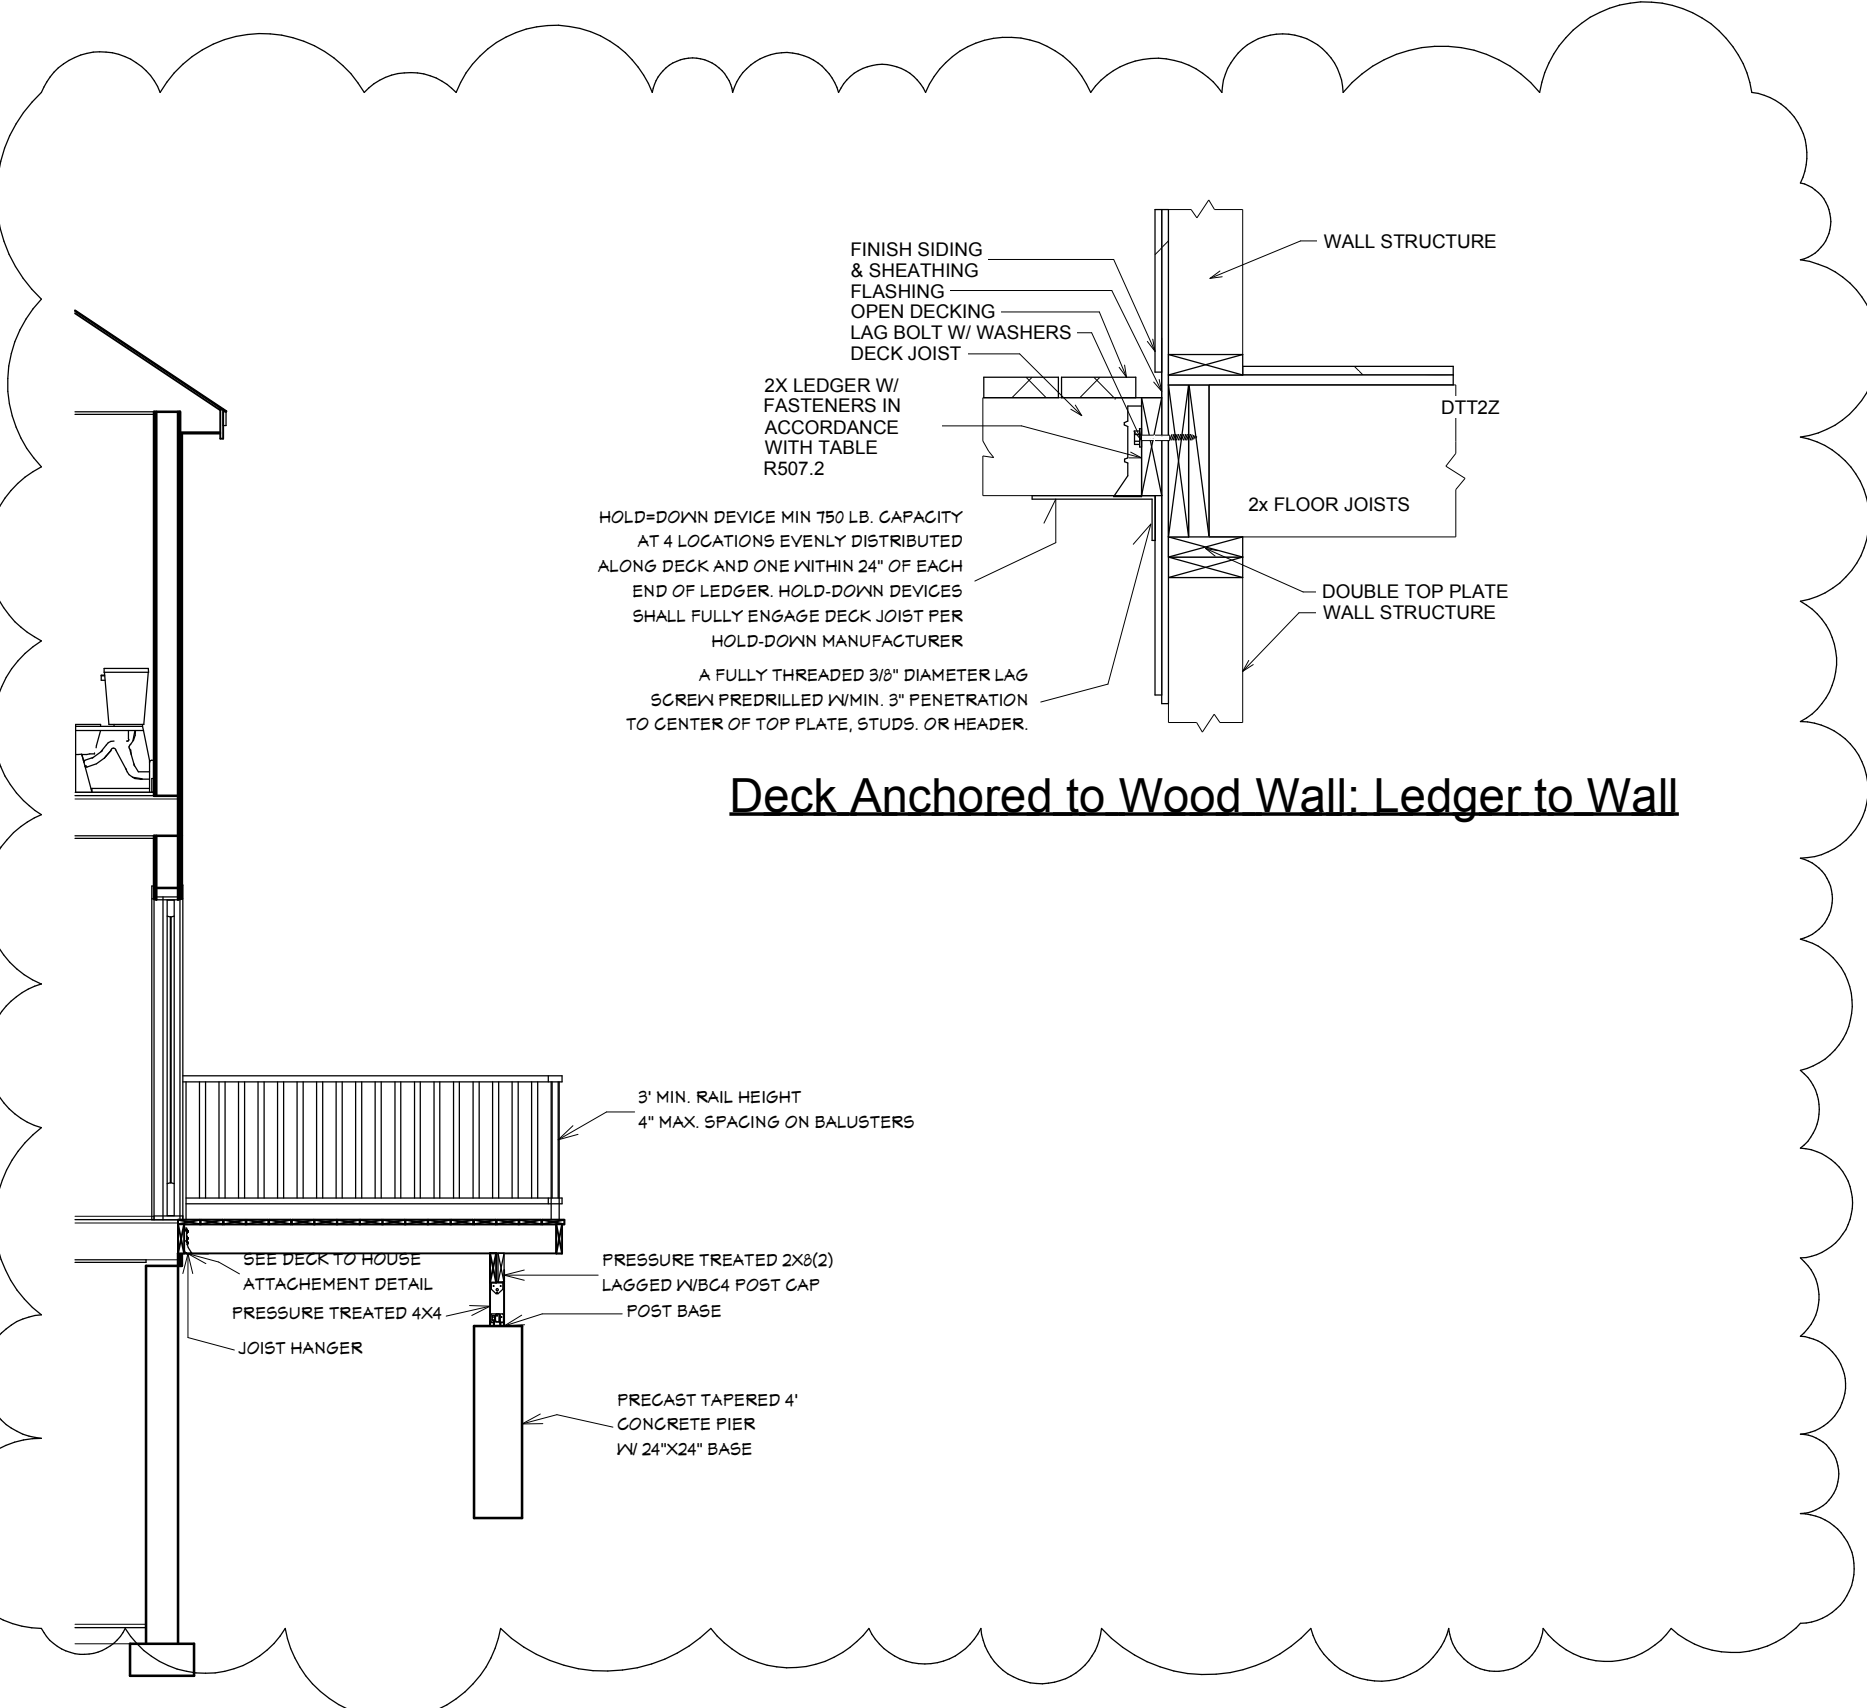 FINISH SIDING
& SHEATHING
FLASHING
OPEN DECKING
LAG BOLT W/ WASHERS
DECK JOIST
2X LEDGER W/
FASTENERS IN
ACCORDANCE
WITH TABLE
R507.2
HOLD=DOWN DEVICE MIN 750 LB. CAPACITY
AT 4 LOCATIONS EVENLY DISTRIBUTED
ALONG DECK AND ONE WITHIN 24" OF EACH
END OF LEDGER. HOLD-DOWN DEVICES
SHALL FULLY ENGAGE DECK JOIST PER
HOLD-DOWN MANUFACTURER
A FULLY THREADED 3/8" DIAMETER LAG
SCREW PREDRILLED W/MIN. 3" PENETRATION
TO CENTER OF TOP PLATE, STUDS. OR HEADER.
WALL STRUCTURE
DTT2Z
2x FLOOR JOISTS
DOUBLE TOP PLATE
WALL STRUCTURE
Deck Anchored to Wood Wall: Ledger to Wall
3' MIN. RAIL HEIGHT
4" MAX. SPACING ON BALUSTERS
SEE DECK TO HOUSE
ATTACHEMENT DETAIL
PRESSURE TREATED 4X4
JOIST HANGER
PRESSURE TREATED 2X8(2)
LAGGED W/BC4 POST CAP
POST BASE
PRECAST TAPERED 4'
CONCRETE PIER
W/ 24"X24" BASE